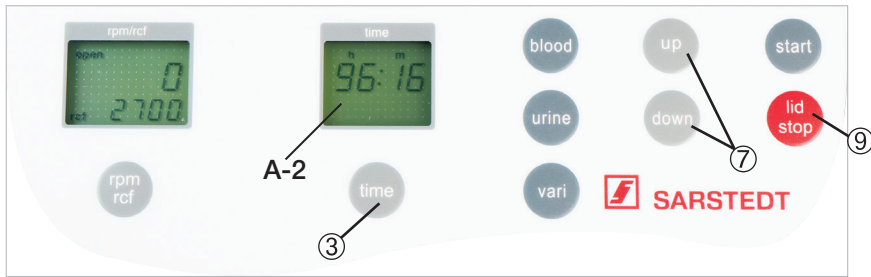 rpm/rcf
open
0
rcf 2700
rpm
rcf
time
h m
96:16
A-2
time
③
blood
urine
vari
up
down
⑦
start
lid
stop
⑨
SARSTEDT